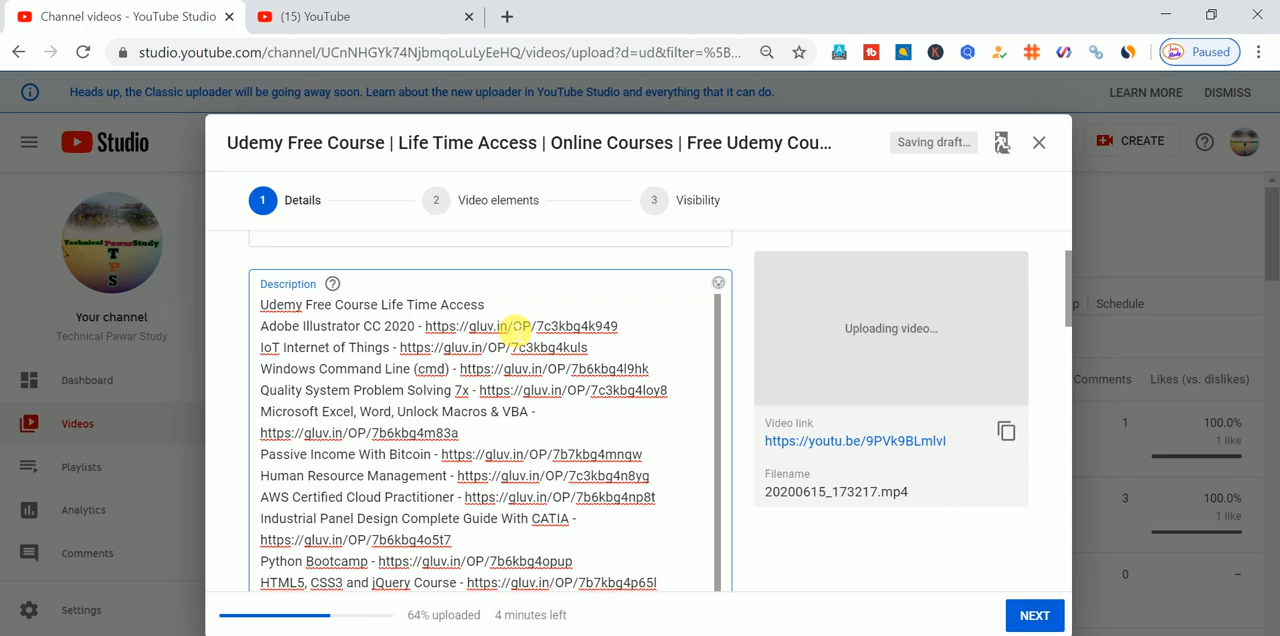 Channel videos - YouTube Studio
(15) YouTube
studio.youtube.com/channel/UCnNHGYk74NjbmqoLuLyEeHQ/videos/upload?d=ud&filter=%5B...
Paused
Heads up, the Classic uploader will be going away soon. Learn about the new uploader in YouTube Studio and everything that it can do.
LEARN MORE
DISMISS
Studio
CREATE
Udemy Free Course | Life Time Access | Online Courses | Free Udemy Cou...
Saving draft...
1 Details
2 Video elements
3 Visibility
Technical PawarStudy
T
P
S
Your channel
Technical Pawar Study
Dashboard
Videos
Playlists
Analytics
Comments
Settings
Description
Udemy Free Course Life Time Access
Adobe Illustrator CC 2020 - https://gluv.in/OP/7c3kbg4k949
IoT Internet of Things - https://gluv.in/OP/7c3kbg4kuls
Windows Command Line (cmd) - https://gluv.in/OP/7b6kbg4l9hk
Quality System Problem Solving 7x - https://gluv.in/OP/7c3kbg4loy8
Microsoft Excel, Word, Unlock Macros & VBA -
https://gluv.in/OP/7b6kbg4m83a
Passive Income With Bitcoin - https://gluv.in/OP/7b7kbg4mnqw
Human Resource Management - https://gluv.in/OP/7c3kbg4n8yg
AWS Certified Cloud Practitioner - https://gluv.in/OP/7b6kbg4np8t
Industrial Panel Design Complete Guide With CATIA -
https://gluv.in/OP/7b6kbg4o5t7
Python Bootcamp - https://gluv.in/OP/7b6kbg4opup
HTML5, CSS3 and jQuery Course - https://gluv.in/OP/7b7kbg4p65l
Uploading video...
Video link
https://youtu.be/9PVk9BLmlvI
Filename
20200615_173217.mp4
p | Schedule
Comments
Likes (vs. dislikes)
1
100.0%
1 like
3
100.0%
1 like
0
–
64% uploaded
4 minutes left
NEXT